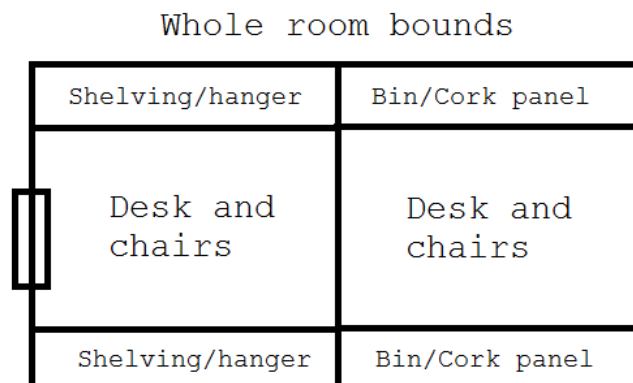 Whole room bounds
Shelving/hanger
Bin/Cork panel
Desk and
chairs
Desk and
chairs
Shelving/hanger
Bin/Cork panel